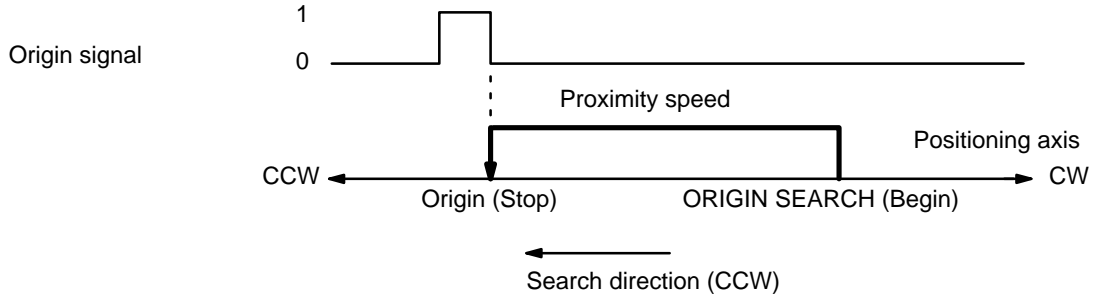 1
Origin signal
0
Proximity speed
Positioning axis
CCW
CW
Origin (Stop)
ORIGIN SEARCH (Begin)
Search direction (CCW)